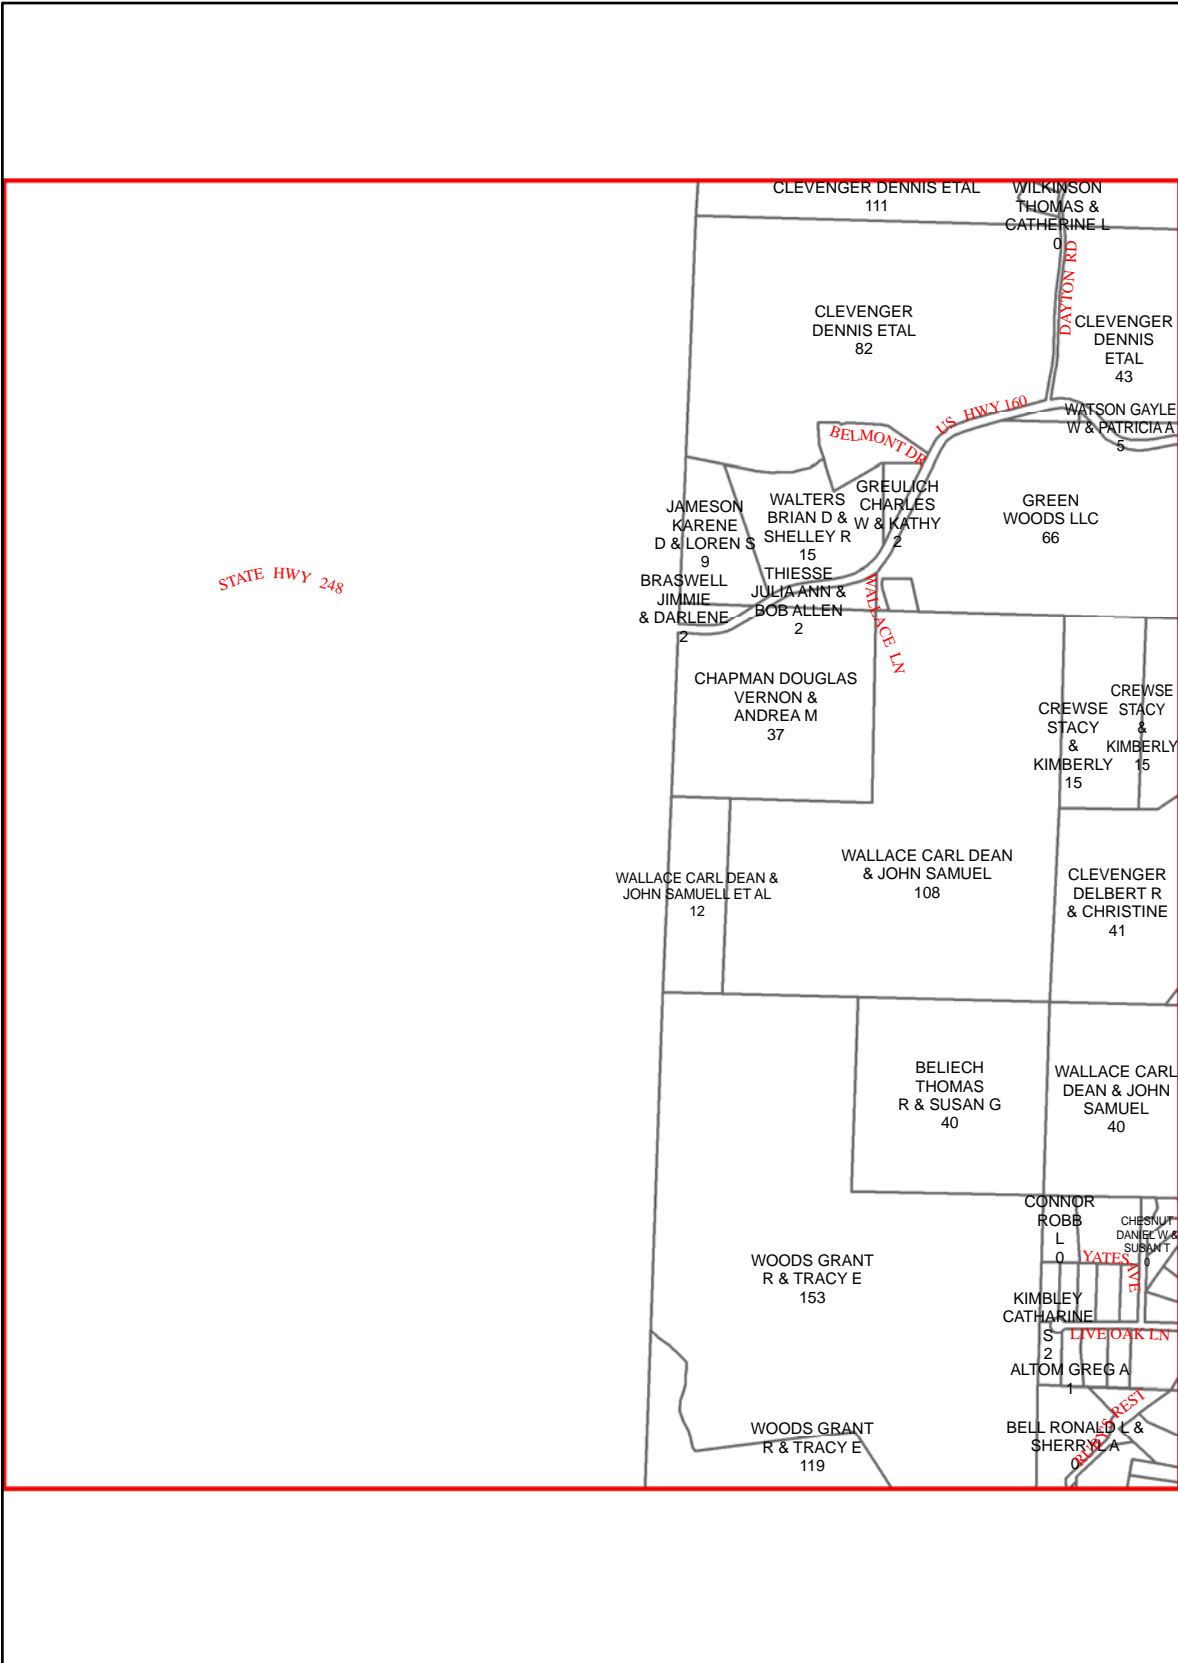 CLEVENGER DENNIS ETAL
111
WILKINSON
THOMAS &
CATHERINE L
0
DAYTON RD
CLEVENGER
DENNIS ETAL
82
CLEVENGER
DENNIS
ETAL
43
US HWY 160
WATSON GAYLE
W & PATRICIA A
5
BELMONT DR
JAMESON
KARENE
D & LOREN S
9
WALTERS
BRIAN D &
SHELLEY R
15
GREULICH
CHARLES
W & KATHY
2
GREEN
WOODS LLC
66
STATE HWY 248
BRASWELL
JIMMIE
& DARLENE
2
THIESSE
JULIA ANN &
BOB ALLEN
2
WALLACE LN
CHAPMAN DOUGLAS
VERNON &
ANDREA M
37
CREWSE
STACY
&
KIMBERLY
15
CREWSE
STACY
&
KIMBERLY
15
WALLACE CARL DEAN &
JOHN SAMUELL ET AL
12
WALLACE CARL DEAN
& JOHN SAMUEL
108
CLEVENGER
DELBERT R
& CHRISTINE
41
BELIECH
THOMAS
R & SUSAN G
40
WALLACE CARL
DEAN & JOHN
SAMUEL
40
CONNOR
ROBB
L
0
CHESNUT
DANIEL W &
SUSAN T
0
YATES AVE
WOODS GRANT
R & TRACY E
153
KIMBLEY
CATHARINE
S
2
LIVE OAK LN
ALTOM GREG A
1
RUBY'S REST
BELL RONALD L &
SHERRYL A
0
WOODS GRANT
R & TRACY E
119